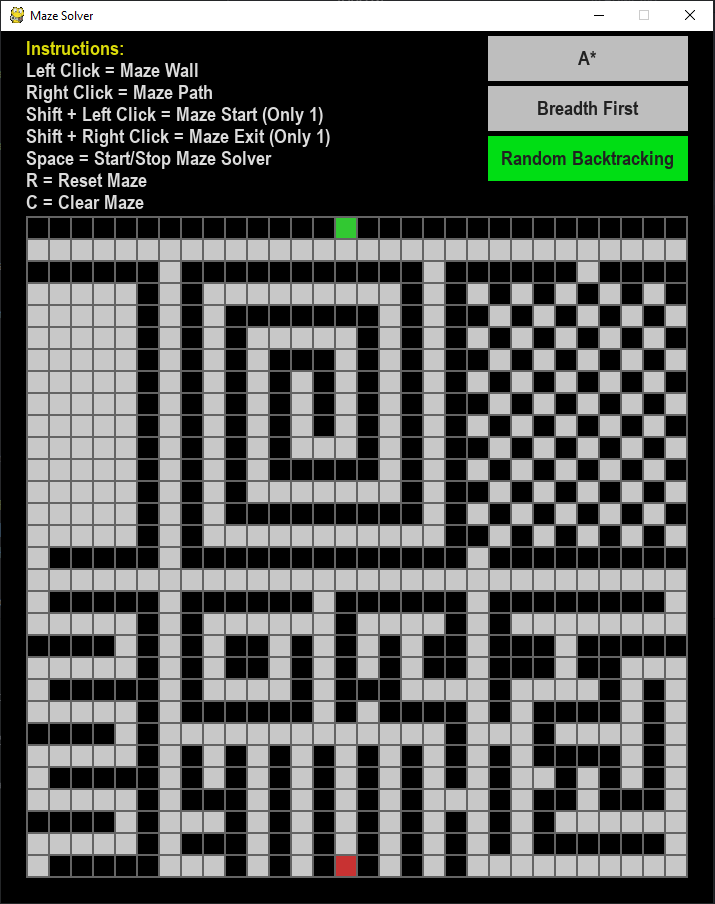 Maze Solver
Instructions:
Left Click = Maze Wall
Right Click = Maze Path
Shift + Left Click = Maze Start (Only 1)
Shift + Right Click = Maze Exit (Only 1)
Space = Start/Stop Maze Solver
R = Reset Maze
C = Clear Maze
A*
Breadth First
Random Backtracking